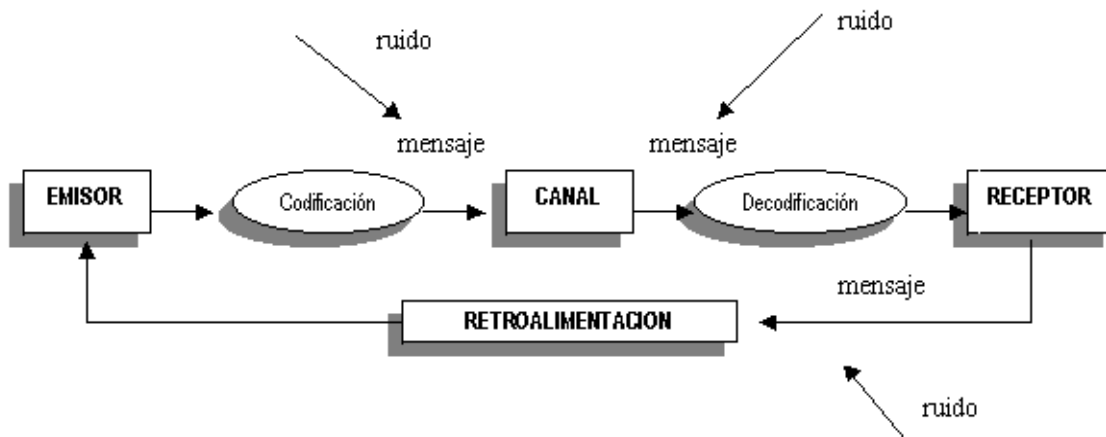 ruido
ruido
mensaje
mensaje
EMISOR
Codificación
CANAL
Decodificación
RECEPTOR
mensaje
RETROALIMENTACION
ruido